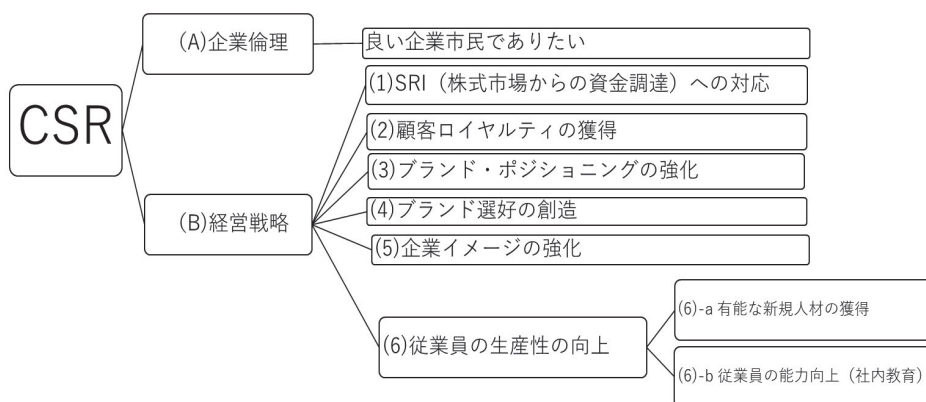 CSR
(A)企業倫理
良い企業市民でありたい
(B)経営戦略
(1)SRI（株式市場からの資金調達）への対応
(2)顧客ロイヤルティの獲得
(3)ブランド・ポジショニングの強化
(4)ブランド選好の創造
(5)企業イメージの強化
(6)従業員の生産性の向上
(6)-a 有能な新規人材の獲得
(6)-b 従業員の能力向上（社内教育）